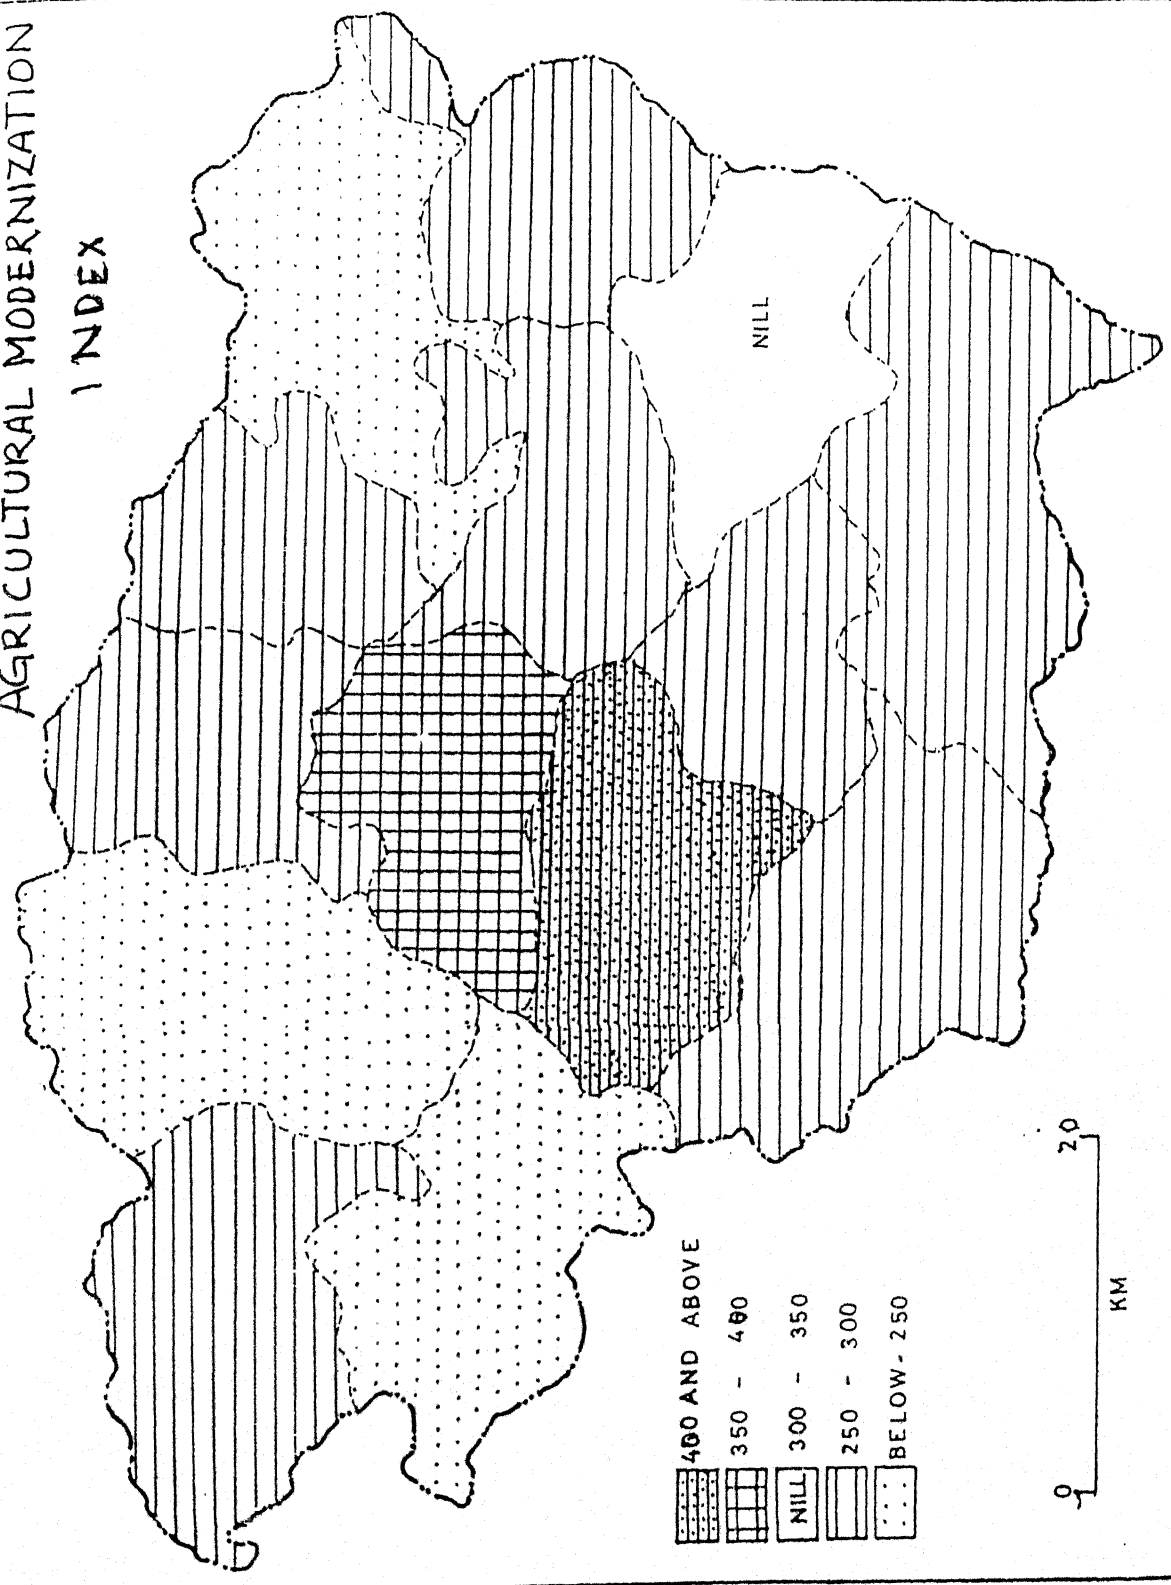 AGRICULTURAL MODERNIZATION
INDEX
NILL
400 AND ABOVE
350 - 400
NILL 300 - 350
250 - 300
BELOW - 250
0 20
KM